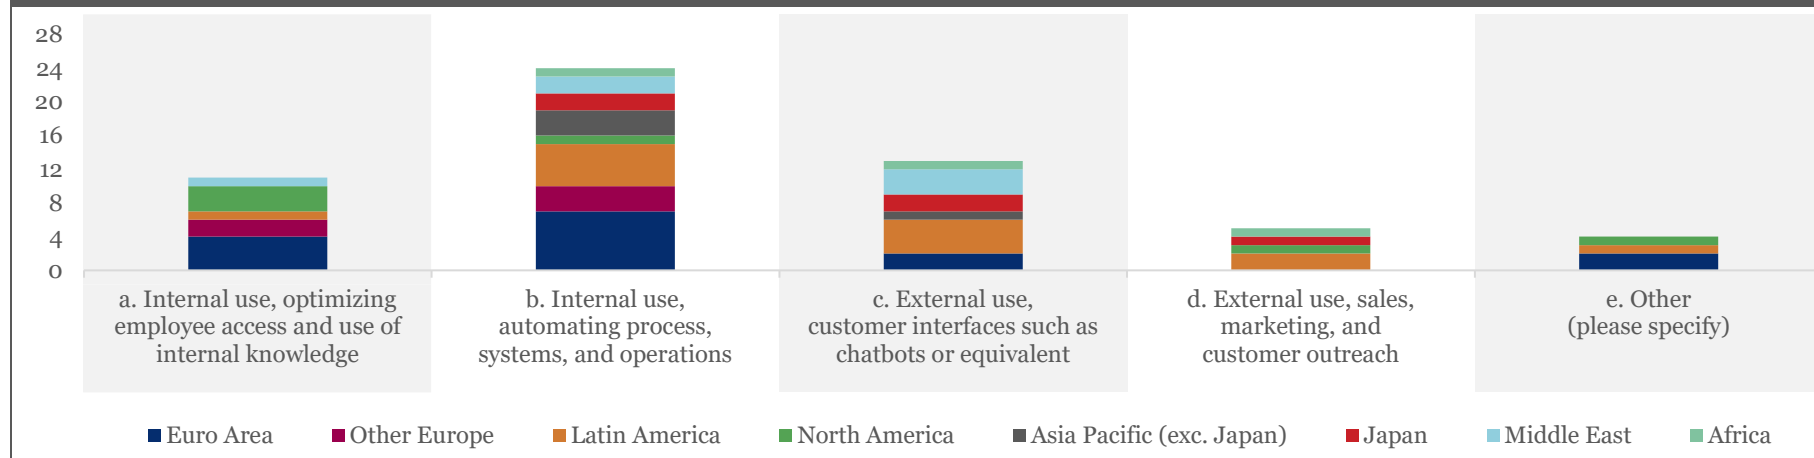 28
24
20
16
12
8
4
0
a. Internal use, optimizing
employee access and use of
internal knowledge
b. Internal use,
automating process,
systems, and operations
c. External use,
customer interfaces such as
chatbots or equivalent
d. External use, sales,
marketing, and
customer outreach
e. Other
(please specify)
Euro Area Other Europe Latin America North America Asia Pacific (exc. Japan) Japan Middle East Africa